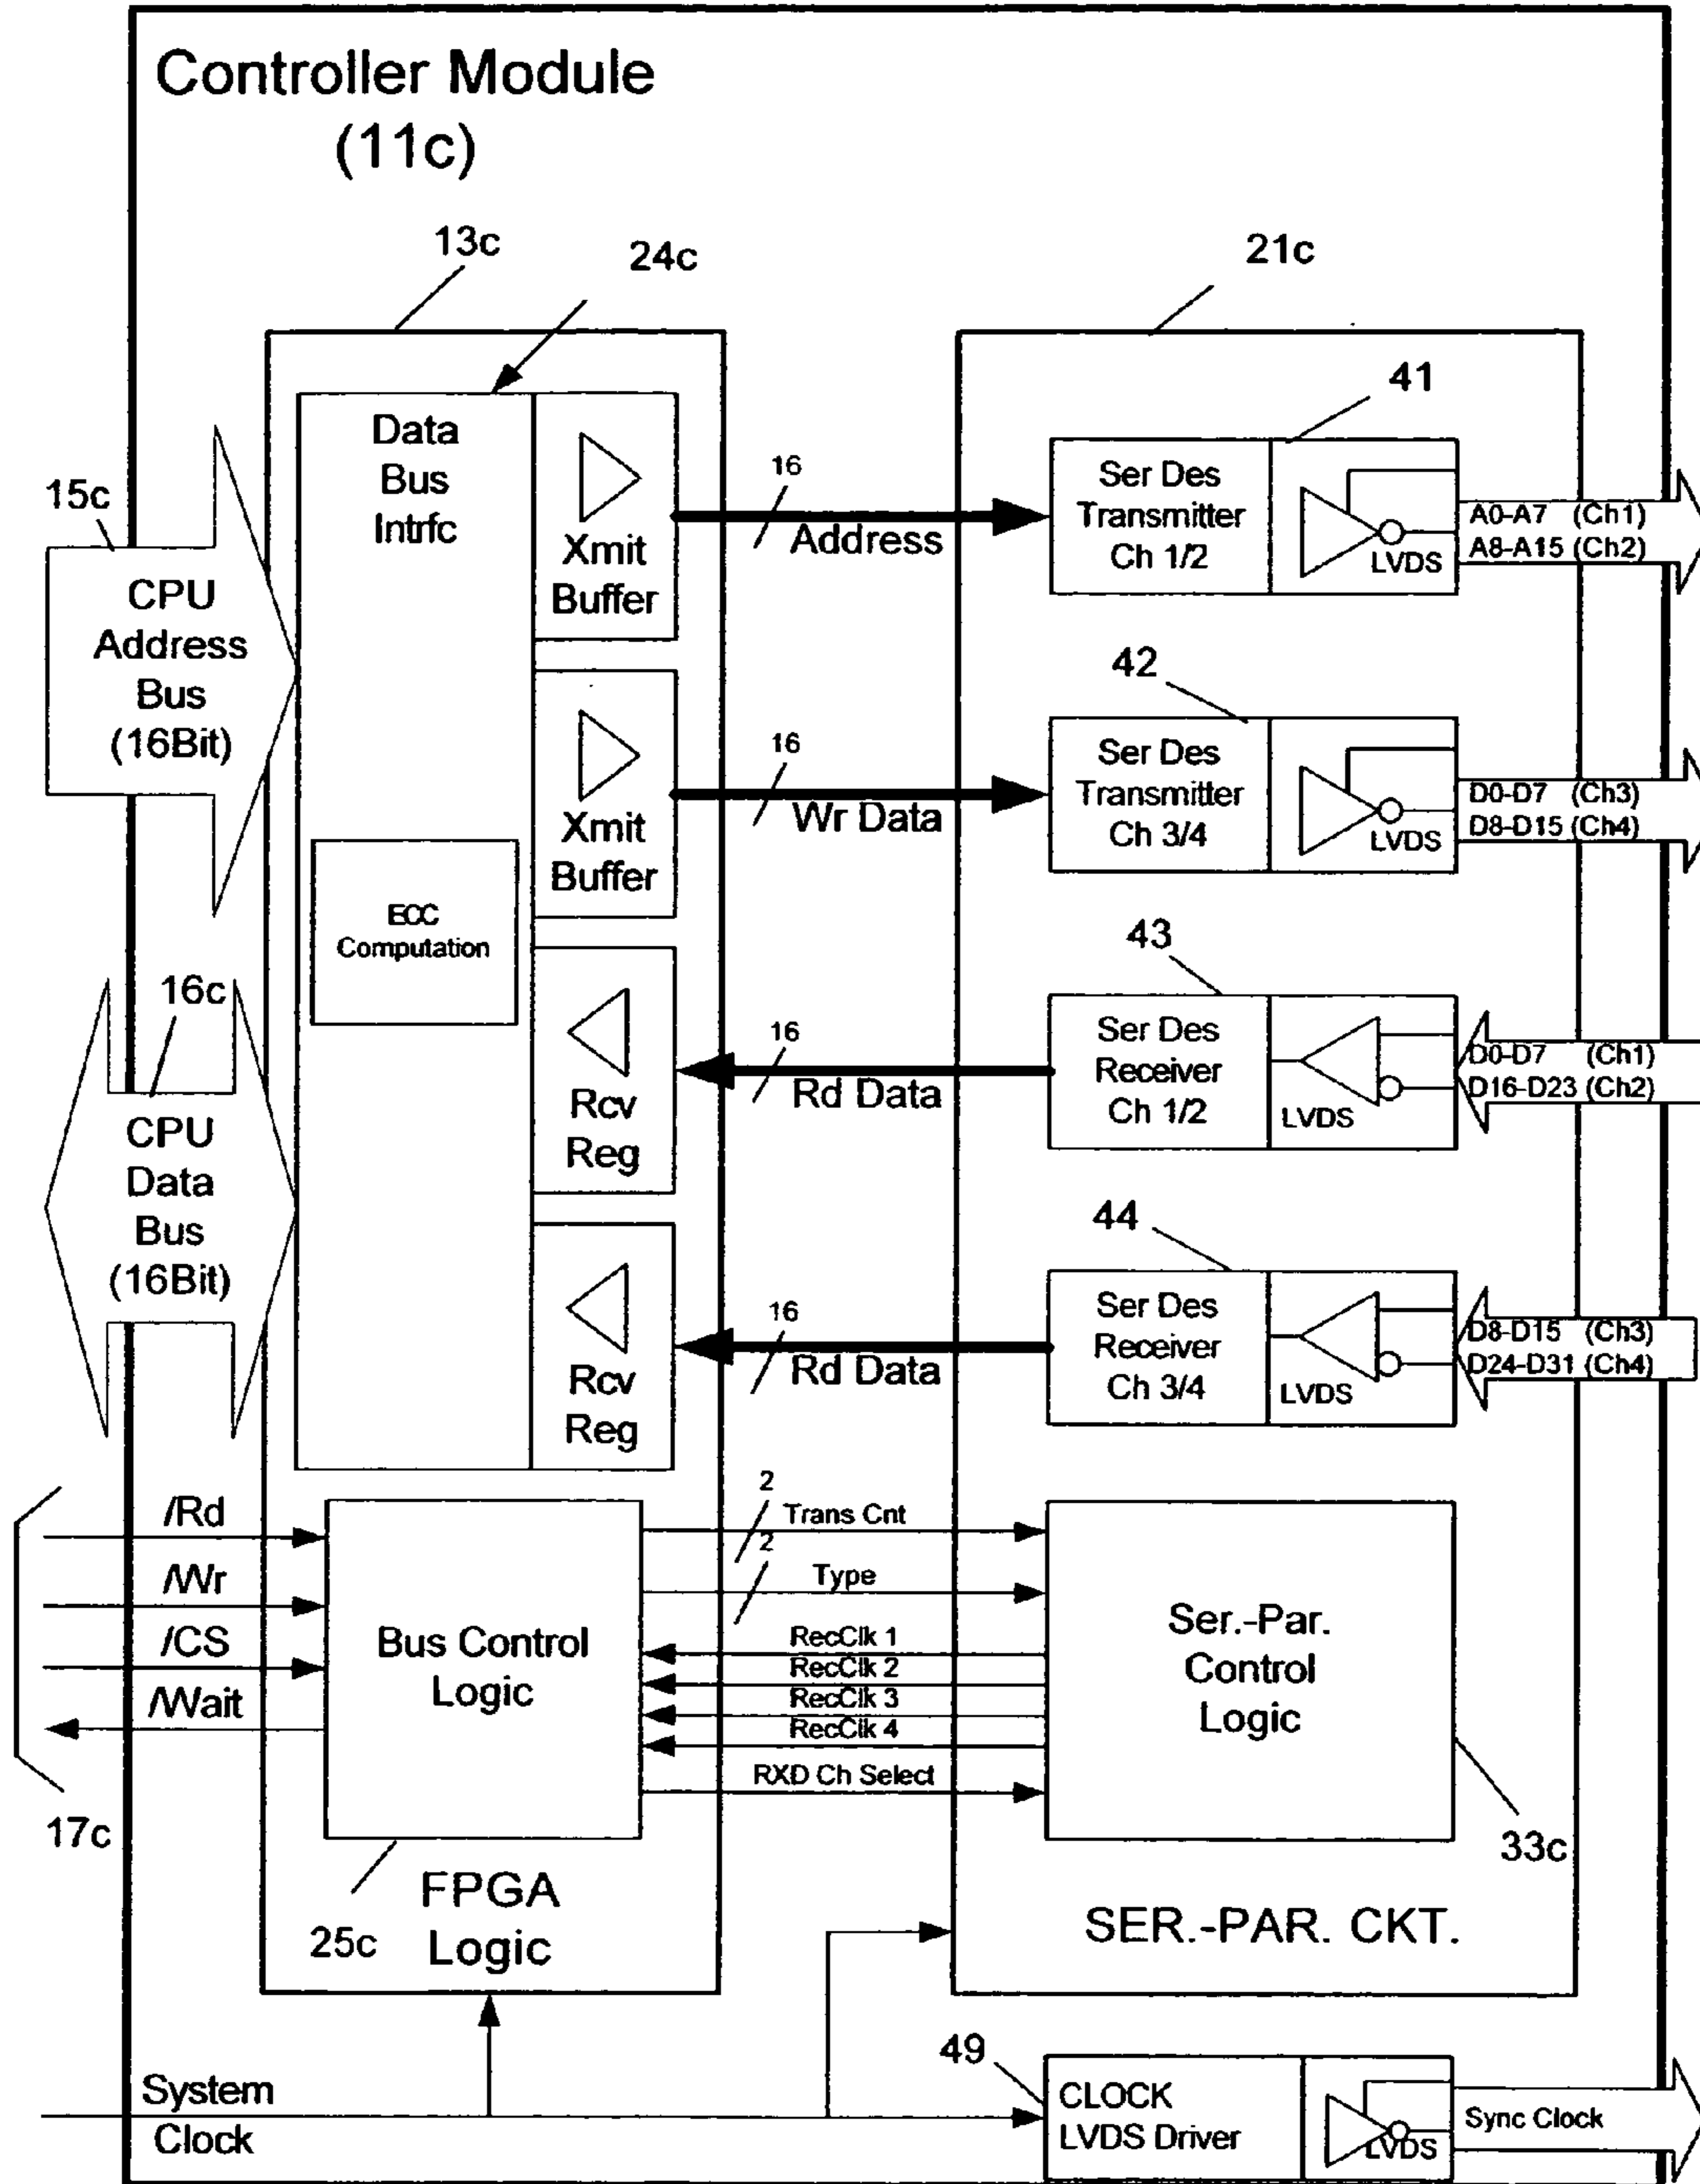 Controller Module
(11c)
13c
24c
21c
41
Data
Bus
Intrfc
Xmit
Buffer
16
Address
Ser Des
Transmitter
Ch 1/2
LVDS
A0-A7 (Ch1)
A8-A15 (Ch2)
15c
CPU
Address
Bus
(16Bit)
42
Xmit
Buffer
16
Wr Data
Ser Des
Transmitter
Ch 3/4
LVDS
D0-D7 (Ch3)
D8-D15 (Ch4)
ECC
Computation
43
Rcv
Reg
16
Rd Data
Ser Des
Receiver
Ch 1/2
LVDS
D0-D7 (Ch1)
D16-D23 (Ch2)
16c
CPU
Data
Bus
(16Bit)
44
Rcv
Reg
16
Rd Data
Ser Des
Receiver
Ch 3/4
LVDS
D8-D15 (Ch3)
D24-D31 (Ch4)
/Rd
/Wr
/CS
/Wait
17c
Bus Control
Logic
2
Trans Cnt
2
Type
RecClk 1
RecClk 2
RecClk 3
RecClk 4
RXD Ch Select
Ser.-Par.
Control
Logic
33c
25c
FPGA
Logic
SER.-PAR. CKT.
System
Clock
49
CLOCK
LVDS Driver
LVDS
Sync Clock